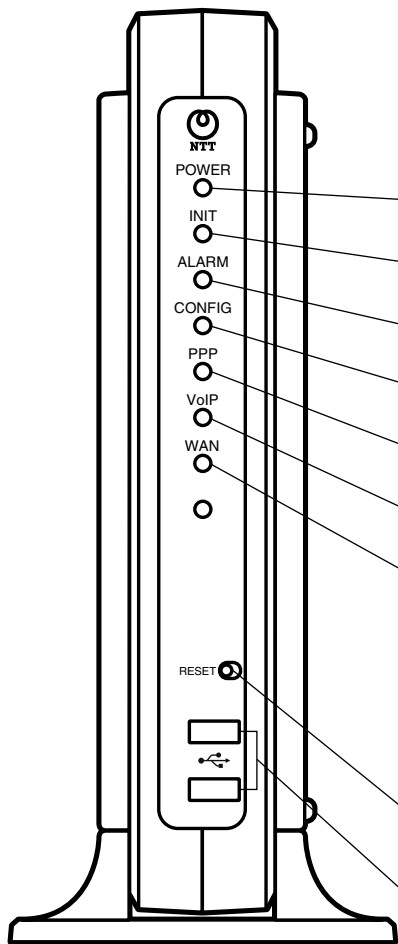 NTT
POWER
INIT
ALARM
CONFIG
PPP
VoIP
WAN
RESET